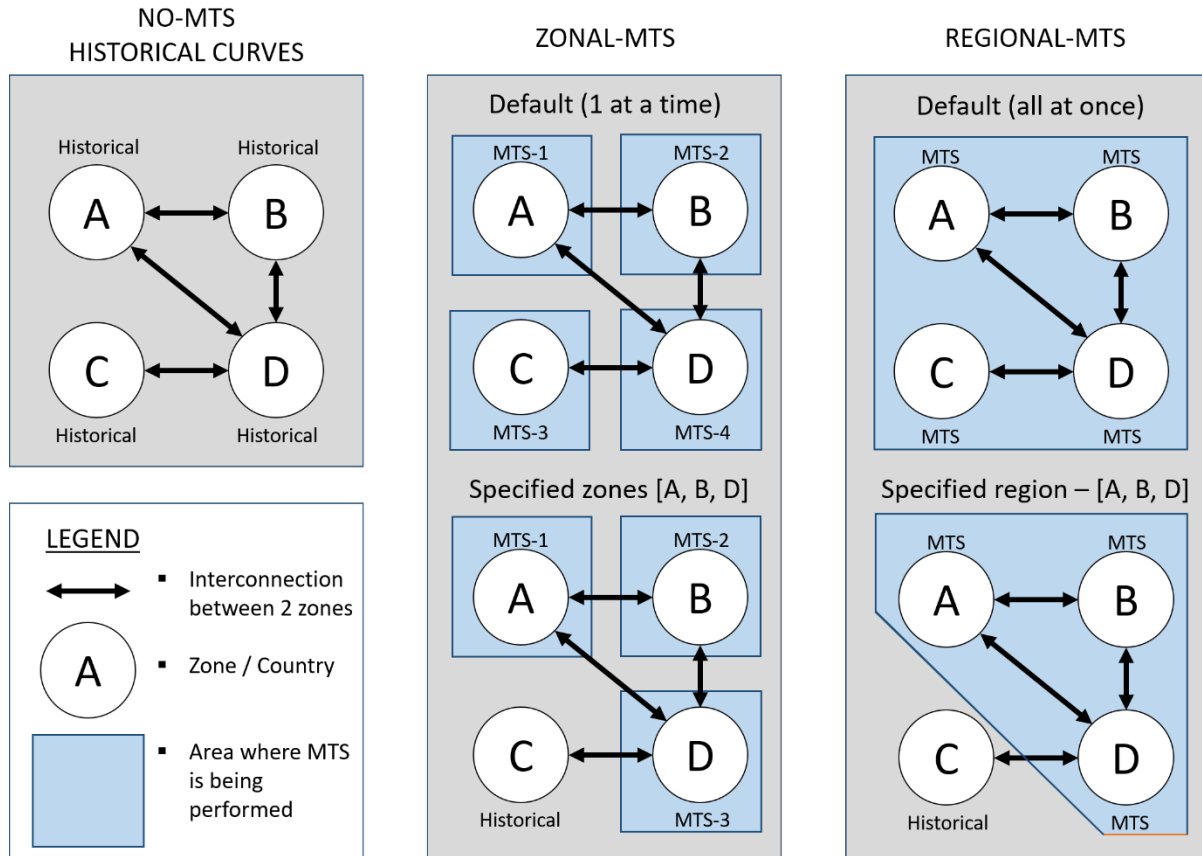 NO-MTS
HISTORICAL CURVES
Historical
Historical
A
B
C
D
Historical
Historical
LEGEND
▪ Interconnection
between 2 zones
A
▪ Zone / Country
▪ Area where MTS
is being
performed
ZONAL-MTS
Default (1 at a time)
MTS-1
MTS-2
A
B
C
D
MTS-3
MTS-4
Specified zones [A, B, D]
MTS-1
MTS-2
A
B
C
D
Historical
MTS-3
REGIONAL-MTS
Default (all at once)
MTS
MTS
A
B
C
D
MTS
MTS
Specified region – [A, B, D]
MTS
MTS
A
B
C
D
Historical
MTS